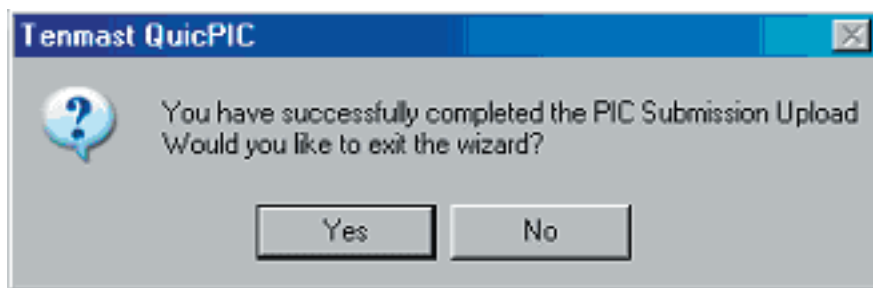 Tenmast QuicPIC
You have successfully completed the PIC Submission Upload
Would you like to exit the wizard?
Yes No